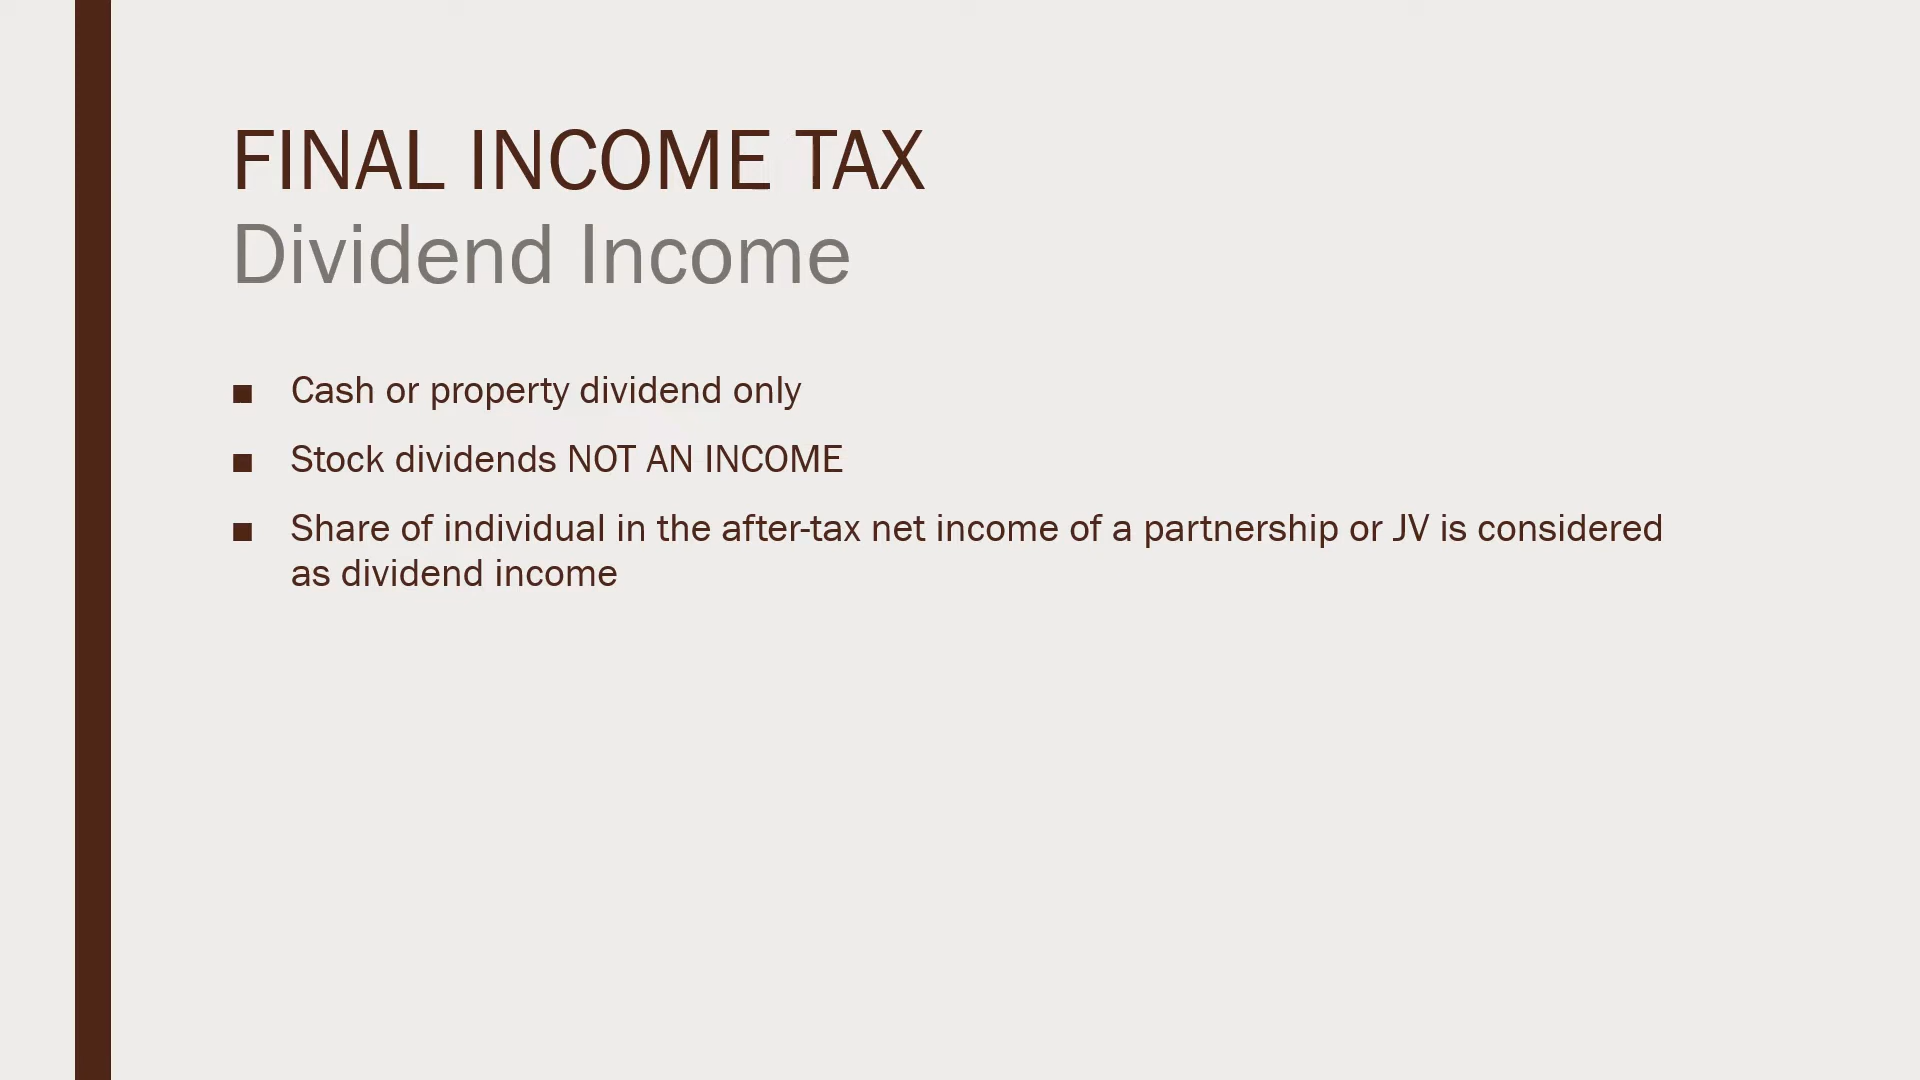 FINAL INCOME TAX
Dividend Income
■ Cash or property dividend only
■ Stock dividends NOT AN INCOME
■ Share of individual in the after-tax net income of a partnership or JV is considered
as dividend income